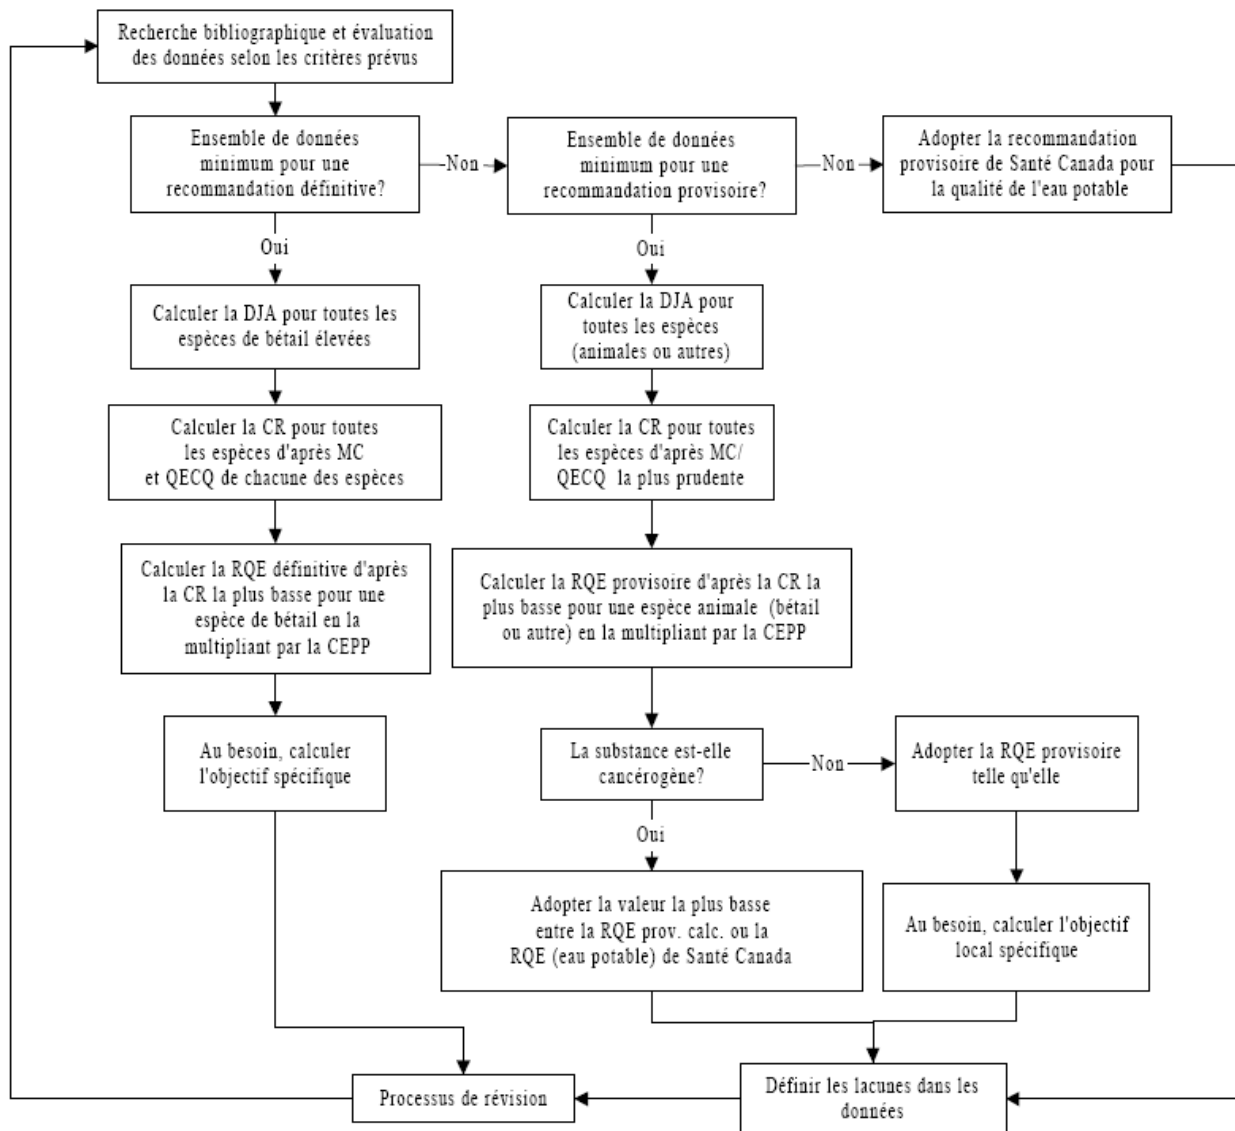 Recherche bibliographique et évaluation
des données selon les critères prévus
Ensemble de données
minimum pour une
recommandation définitive?
Non
Ensemble de données
minimum pour une
recommandation provisoire?
Non
Adopter la recommandation
provisoire de Santé Canada pour
la qualité de l'eau potable
Oui
Oui
Calculer la DJA pour toutes les
espèces de bétail élevées
Calculer la DJA pour
toutes les espèces
(animales ou autres)
Calculer la CR pour toutes
les espèces d'après MC
et QECQ de chacune des espèces
Calculer la CR pour toutes
les espèces d'après MC/
QECQ la plus prudente
Calculer la RQE définitive d'après
la CR la plus basse pour une
espèce de bétail en la
multipliant par la CEPP
Calculer la RQE provisoire d'après la CR la
plus basse pour une espèce animale (bétail
ou autre) en la multipliant par la CEPP
Au besoin, calculer
l'objectif spécifique
La substance est-elle
cancérogène?
Non
Adopter la RQE provisoire
telle qu'elle
Oui
Adopter la valeur la plus basse
entre la RQE prov. calc. ou la
RQE (eau potable) de Santé Canada
Au besoin, calculer l'objectif
local spécifique
Processus de révision
Définir les lacunes dans les
données